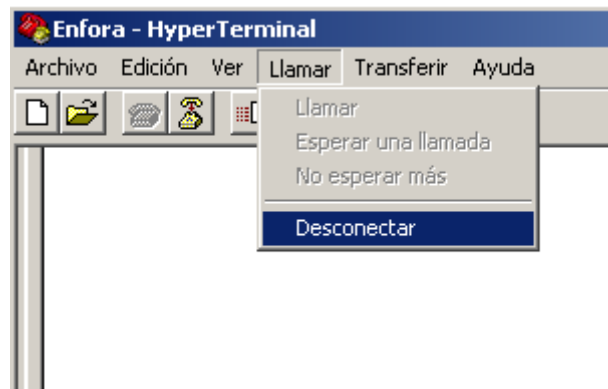 Enfora - HyperTerminal
Archivo Edición Ver Llamar Transferir Ayuda
Llamar
Esperar una llamada
No esperar más
Desconectar